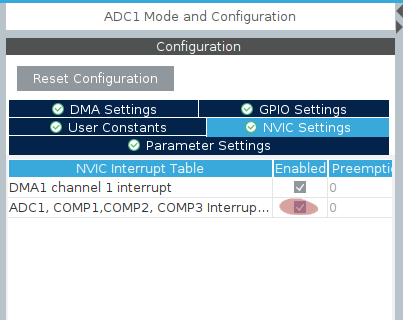 ADC1 Mode and Configuration
Configuration
Reset Configuration
DMA Settings GPIO Settings
User Constants NVIC Settings
Parameter Settings
NVIC Interrupt Table Enabled Preempti
DMA1 channel 1 interrupt 0
ADC1, COMP1,COMP2, COMP3 Interrup... 0